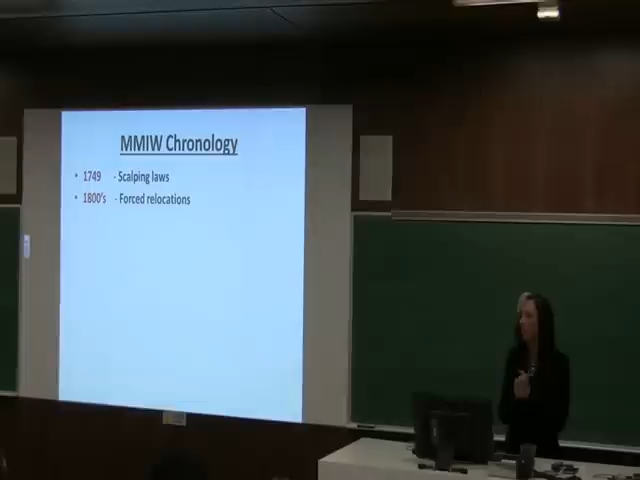 MMIW Chronology
• 1749 - Scalping laws
• 1800's - Forced relocations